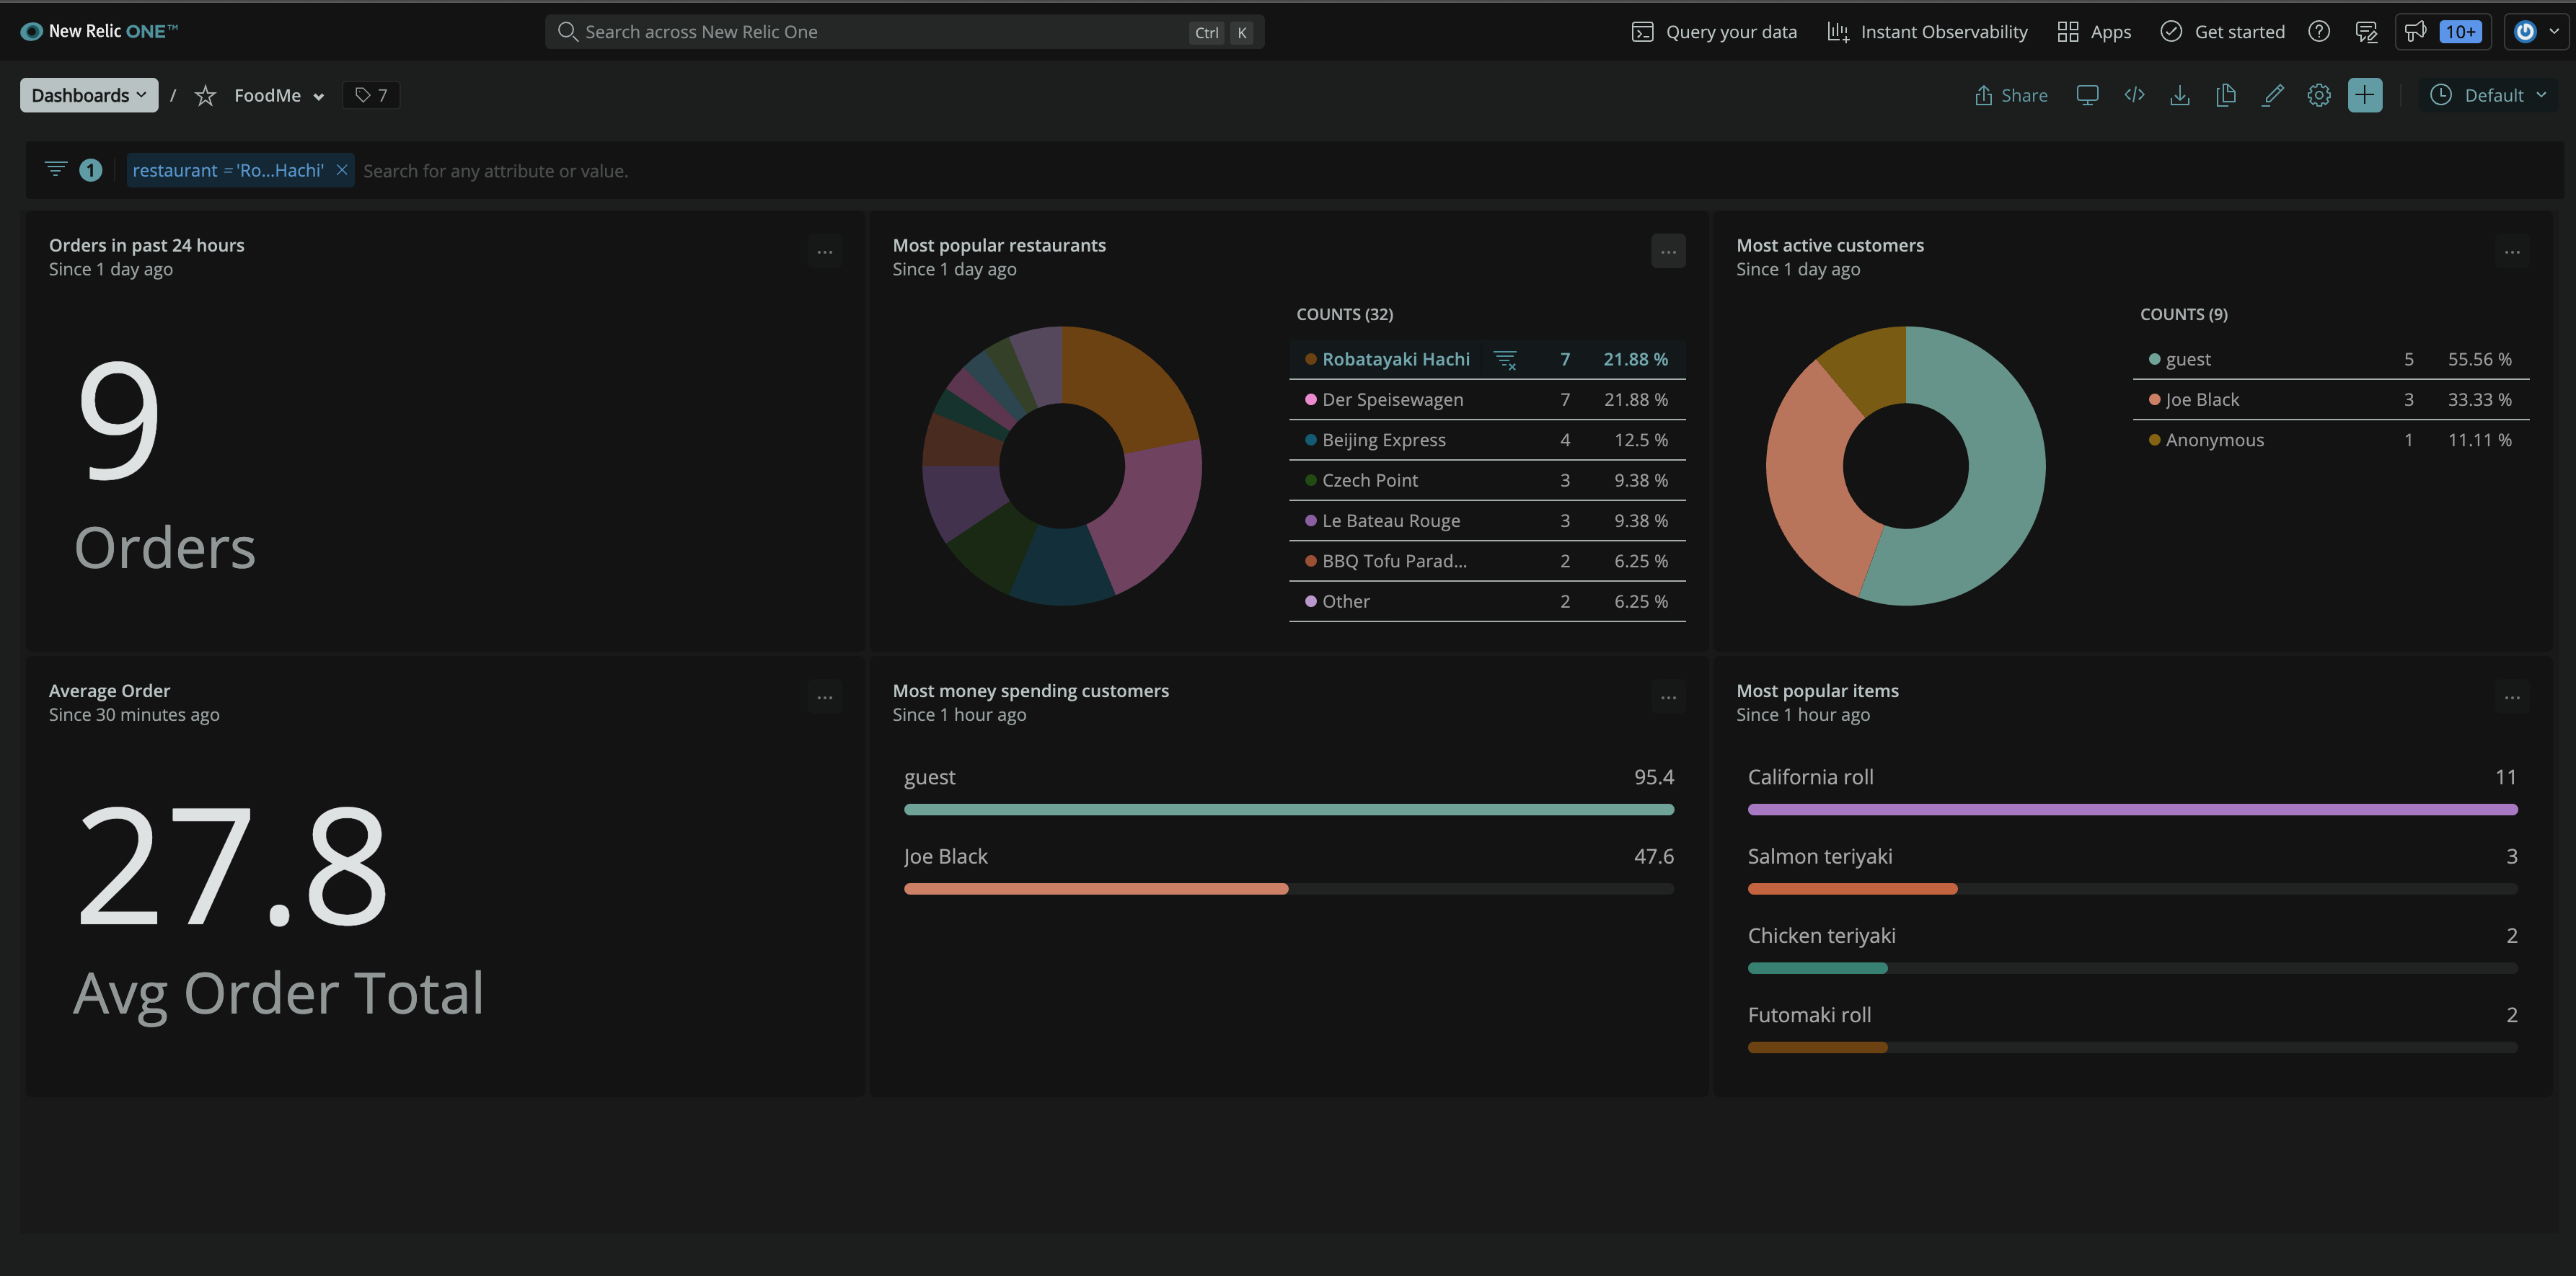 New Relic ONE™
Search across New Relic One
Ctrl K
Query your data
Instant Observability
Apps
Get started
10+
Dashboards / FoodMe 7
Share
Default
1 restaurant = 'Ro...Hachi' Search for any attribute or value.
Orders in past 24 hours
Since 1 day ago
9
Orders
Most popular restaurants
Since 1 day ago
COUNTS (32)
Robatayaki Hachi 7 21.88 %
Der Speisewagen 7 21.88 %
Beijing Express 4 12.5 %
Czech Point 3 9.38 %
Le Bateau Rouge 3 9.38 %
BBQ Tofu Parad... 2 6.25 %
Other 2 6.25 %
Most active customers
Since 1 day ago
COUNTS (9)
guest 5 55.56 %
Joe Black 3 33.33 %
Anonymous 1 11.11 %
Average Order
Since 30 minutes ago
27.8
Avg Order Total
Most money spending customers
Since 1 hour ago
guest 95.4
Joe Black 47.6
Most popular items
Since 1 hour ago
California roll 11
Salmon teriyaki 3
Chicken teriyaki 2
Futomaki roll 2